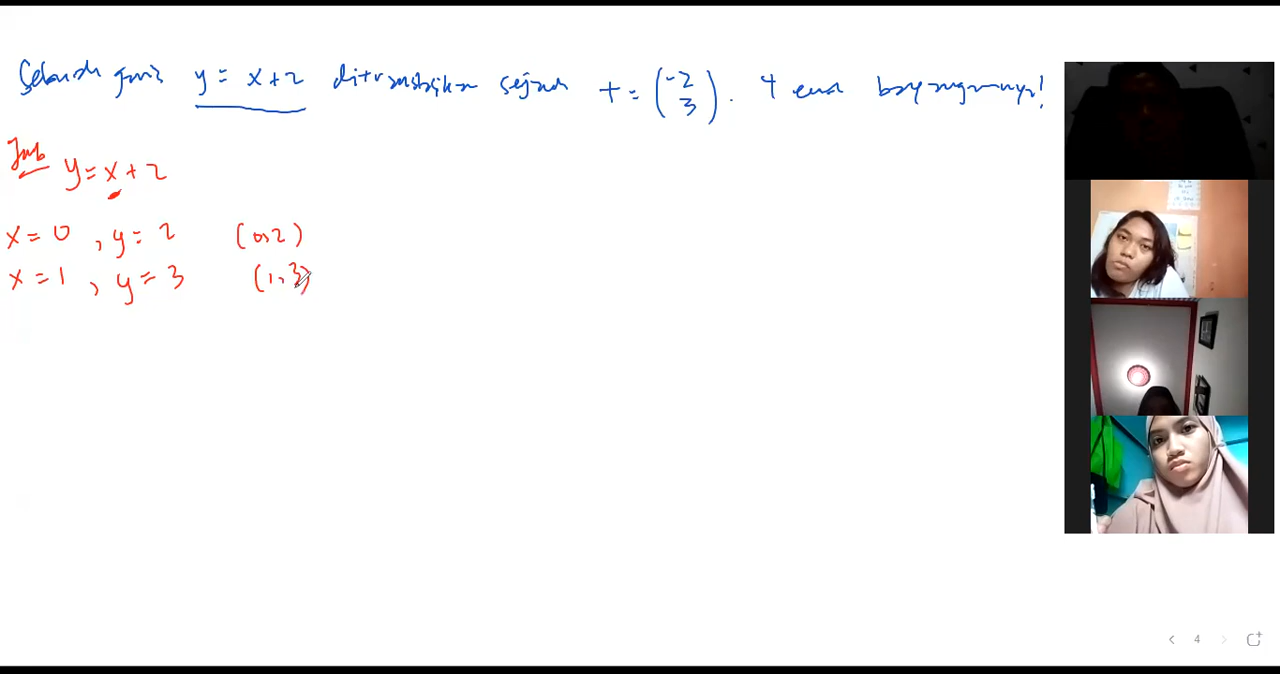 Sebuah garis y = x+2 ditranslasikan sejauh T = (-2 3). Tentukan bayangannya!
Jwb
y = x + 2
x = 0 , y = 2 (0,2)
x = 1 , y = 3 (1,3)
4